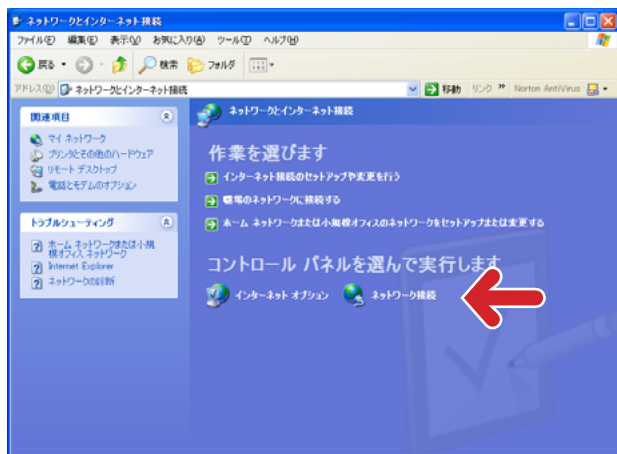 ネットワークとインターネット接続
ファイル(F) 編集(E) 表示(V) お気に入り(A) ツール(T) ヘルプ(H)
戻る 検索 フォルダ
アドレス(D) ネットワークとインターネット接続 移動 リンク » Norton AntiVirus
関連項目
マイ ネットワーク
プリンタとその他のハードウェア
リモート デスクトップ
電話とモデムのオプション
トラブルシューティング
ホーム ネットワークまたは小規
模オフィス ネットワーク
Internet Explorer
ネットワークの診断
ネットワークとインターネット接続
作業を選びます
インターネット接続のセットアップや変更を行う
職場のネットワークに接続する
ホーム ネットワークまたは小規模オフィスのネットワークをセットアップまたは変更する
コントロール パネルを選んで実行します
インターネット オプション ネットワーク接続